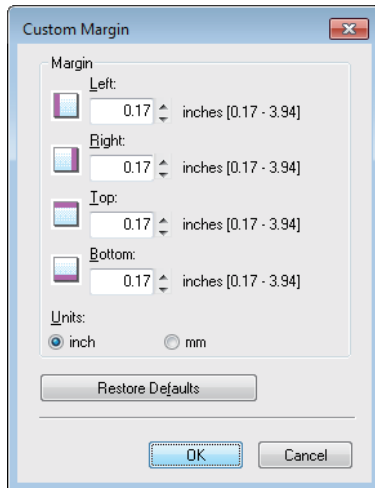 Custom Margin
Margin
Left:
0.17 inches [0.17 - 3.94]
Right:
0.17 inches [0.17 - 3.94]
Top:
0.17 inches [0.17 - 3.94]
Bottom:
0.17 inches [0.17 - 3.94]
Units:
inch mm
Restore Defaults
OK Cancel